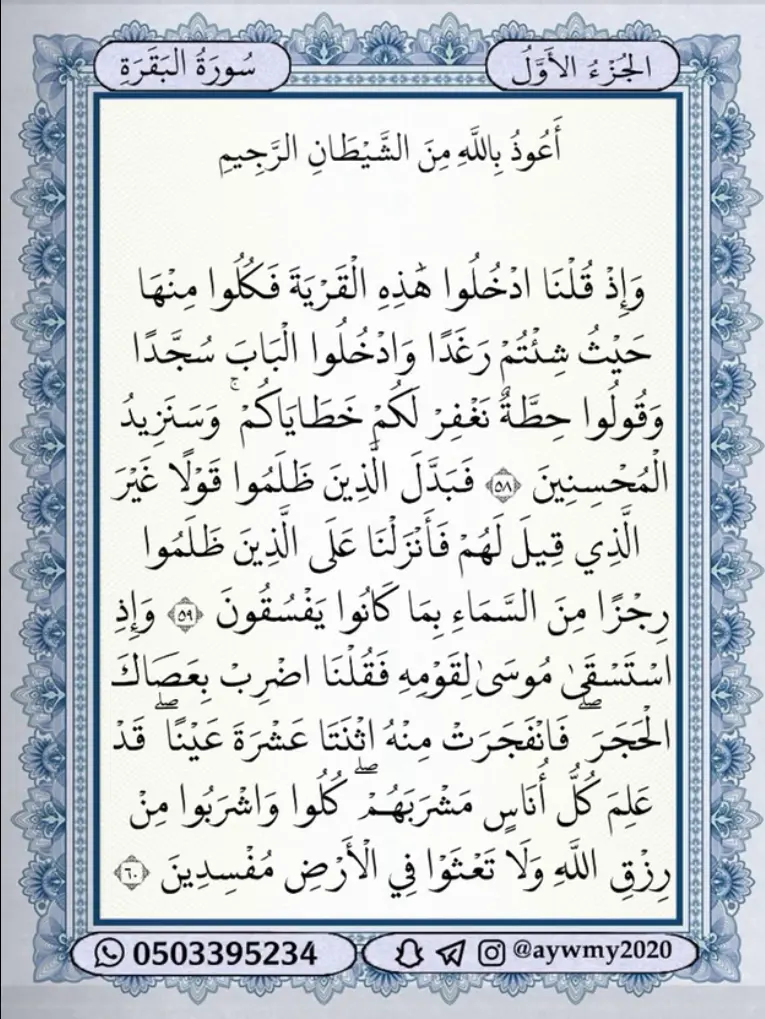 الجُزْءُ الأَوَّلُ
سُورَةُ البَقَرَةِ
أَعُوذُ بِاللَّهِ مِنَ الشَّيْطَانِ الرَّجِيمِ
وَإِذْ قُلْنَا ادْخُلُوا هَٰذِهِ الْقَرْيَةَ فَكُلُوا مِنْهَا
حَيْثُ شِئْتُمْ رَغَدًا وَادْخُلُوا الْبَابَ سُجَّدًا
وَقُولُوا حِطَّةٌ نَغْفِرْ لَكُمْ خَطَايَاكُمْ ۚ وَسَنَزِيدُ
الْمُحْسِنِينَ ۝٥٨ فَبَدَّلَ الَّذِينَ ظَلَمُوا قَوْلًا غَيْرَ
الَّذِي قِيلَ لَهُمْ فَأَنْزَلْنَا عَلَى الَّذِينَ ظَلَمُوا
رِجْزًا مِنَ السَّمَاءِ بِمَا كَانُوا يَفْسُقُونَ ۝٥٩ وَإِذِ
اسْتَسْقَىٰ مُوسَىٰ لِقَوْمِهِ فَقُلْنَا اضْرِبْ بِعَصَاكَ
الْحَجَرَ ۖ فَانْفَجَرَتْ مِنْهُ اثْنَتَا عَشْرَةَ عَيْنًا ۖ قَدْ
عَلِمَ كُلُّ أُنَاسٍ مَشْرَبَهُمْ ۖ كُلُوا وَاشْرَبُوا مِنْ
رِزْقِ اللَّهِ وَلَا تَعْثَوْا فِي الْأَرْضِ مُفْسِدِينَ ۝٦٠
0503395234
@aywmy2020